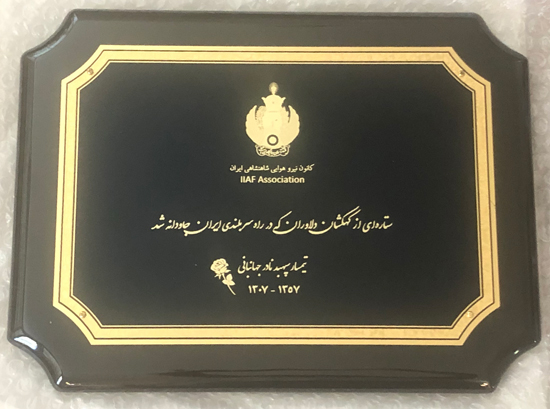 کانون نیرو هوایی شاهنشاهی ایران
IIAF Association
ستاره‌ای از کهکشان دلاوران که در راه سربلندی ایران جاودانه شد
تیمسار سپهبد نادر جهانبانی
۱۳۰۷ - ۱۳۵۷